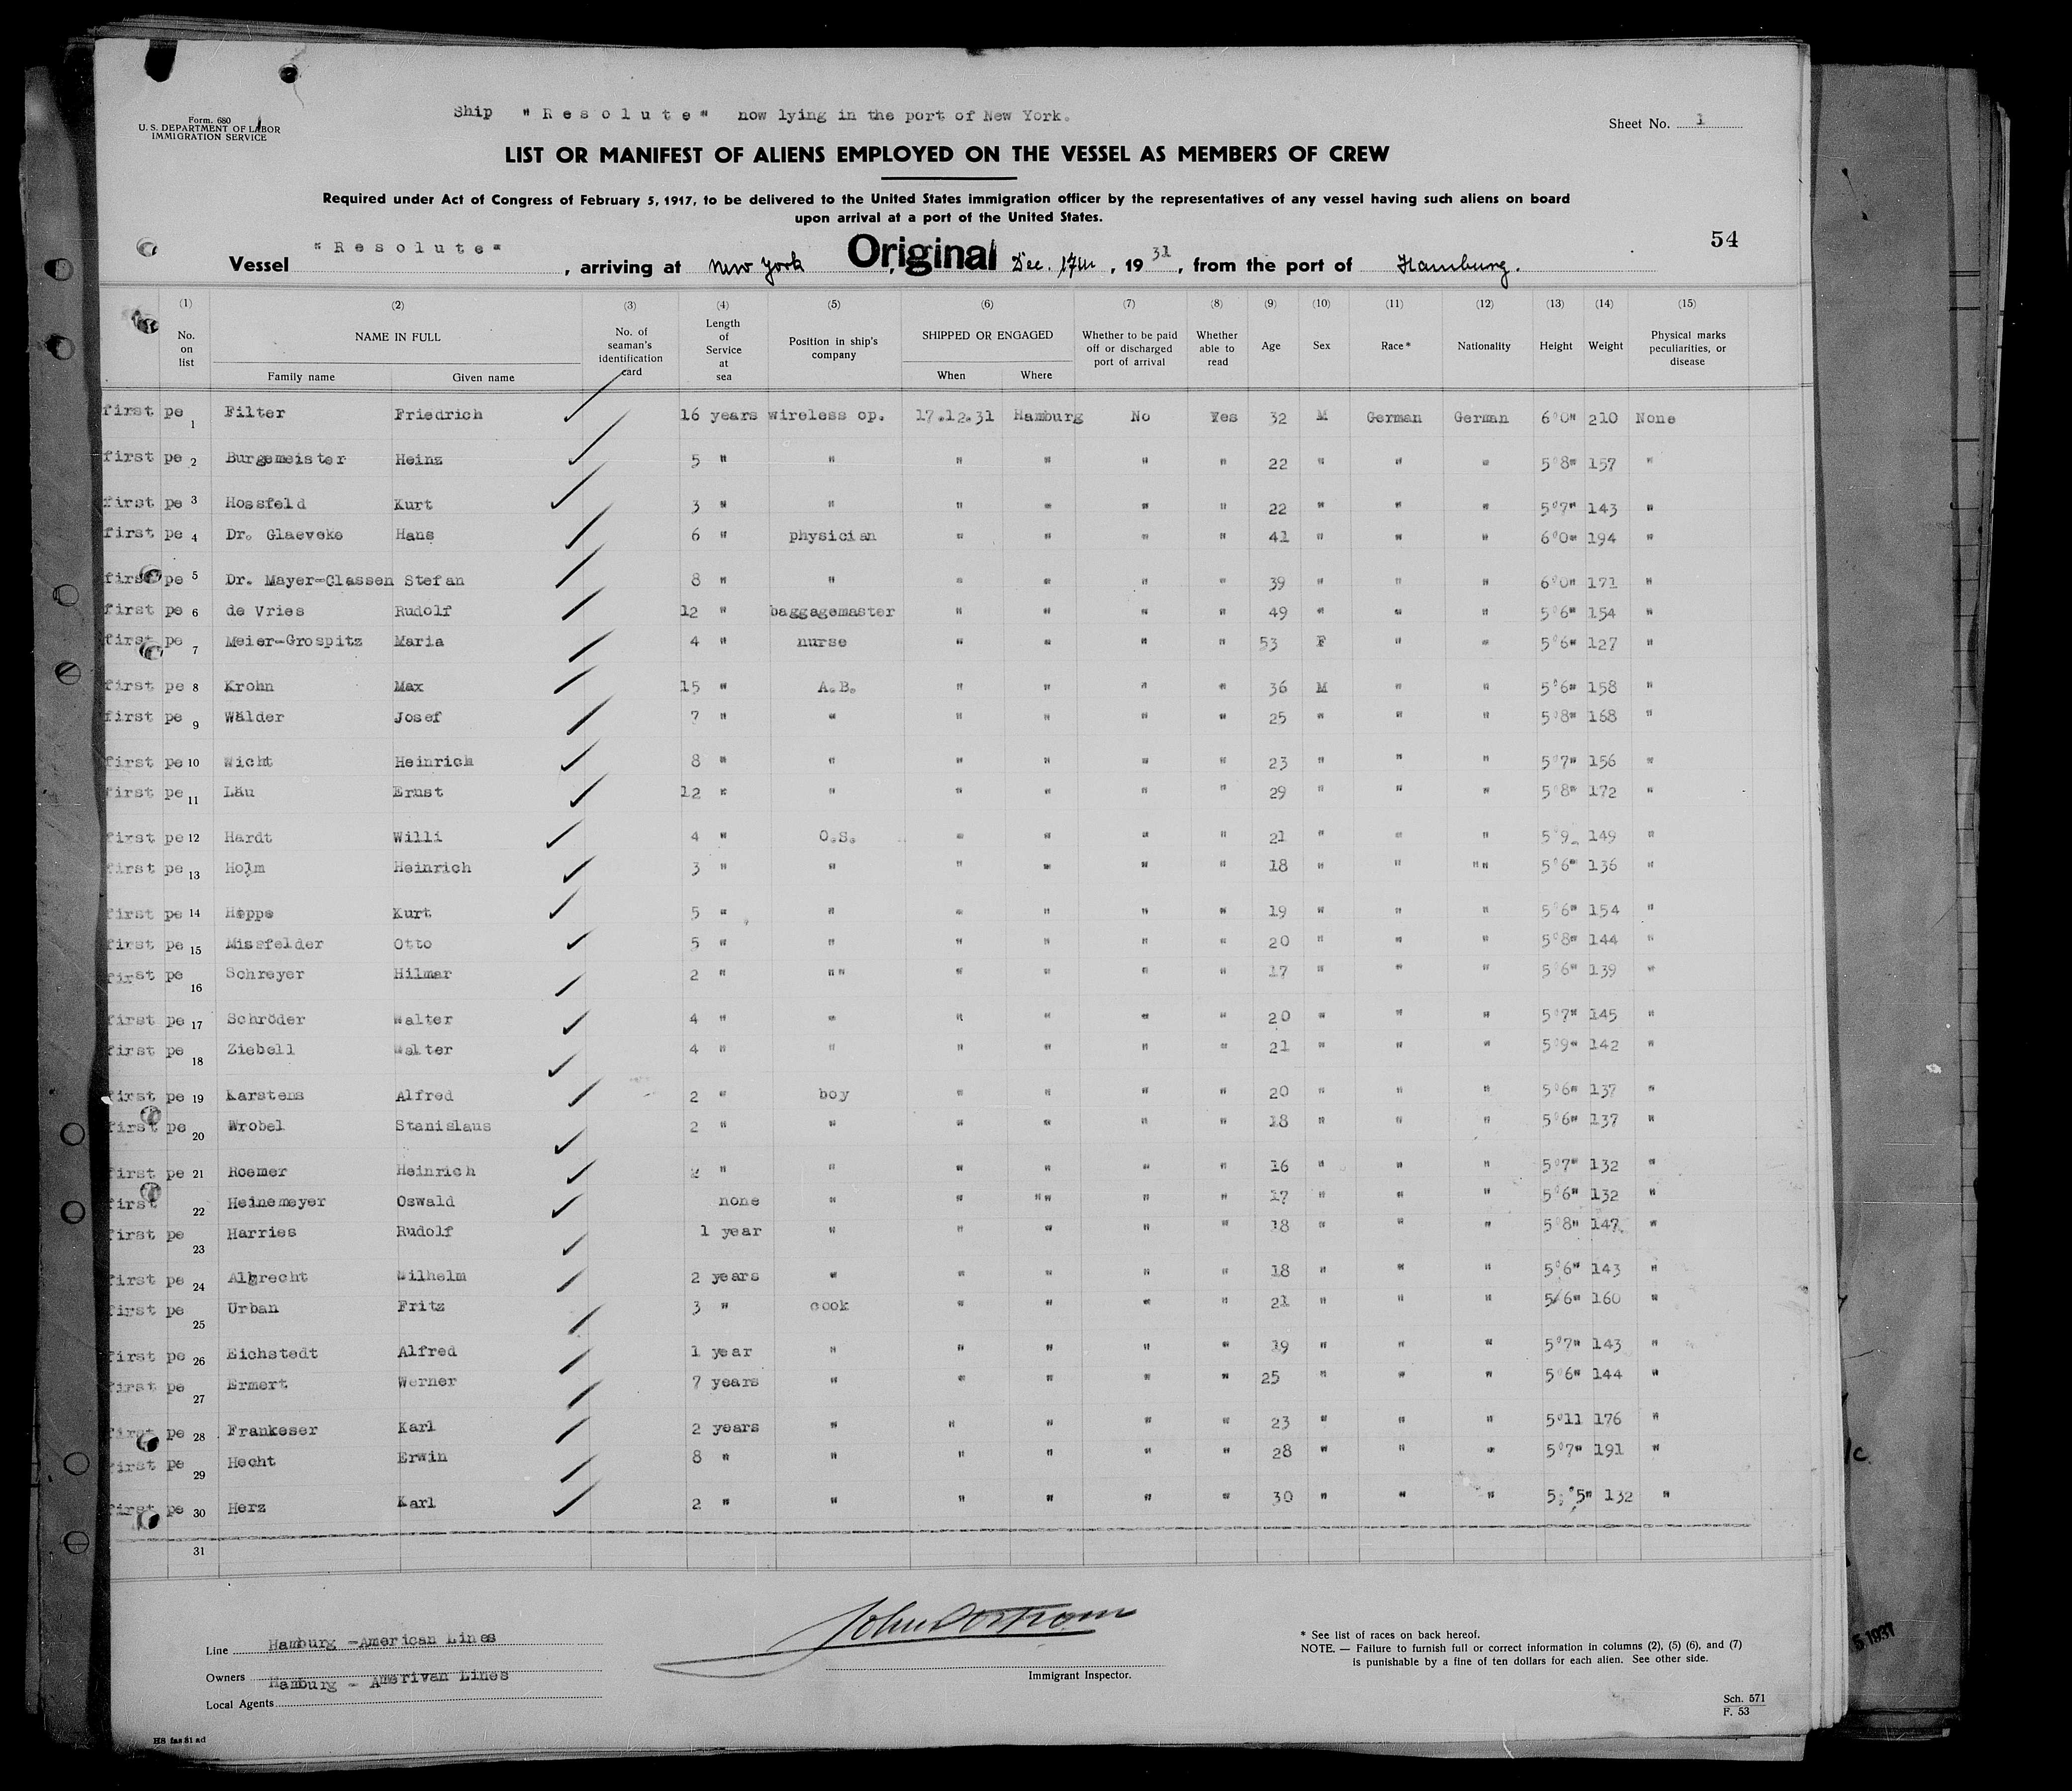 Form. 680
U. S. DEPARTMENT OF LABOR
IMMIGRATION SERVICE
Ship "Resolute" now lying in the port of New York.
Sheet No. 1
LIST OR MANIFEST OF ALIENS EMPLOYED ON THE VESSEL AS MEMBERS OF CREW
Required under Act of Congress of February 5, 1917, to be delivered to the United States immigration officer by the representatives of any vessel having such aliens on board
upon arrival at a port of the United States.
54
Vessel "Resolute", arriving at New York Original Dec. 17th, 1931, from the port of Hamburg.
(1) (2) (3) (4) (5) (6) (7) (8) (9) (10) (11) (12) (13) (14) (15)
No. on list NAME IN FULL Family name Given name No. of seaman's identification card Length of Service at sea Position in ship's company SHIPPED OR ENGAGED When Where Whether to be paid off or discharged port of arrival Whether able to read Age Sex Race* Nationality Height Weight Physical marks peculiarities, or disease
first pe 1 Filter Friedrich 16 years wireless op. 17.12.31 Hamburg No Yes 32 M German German 6°0" 210 None
first pe 2 Burgemeister Heinz 5 " " " " " " 22 " " " 5°8" 157 "
first pe 3 Hossfeld Kurt 3 " " " " " " 22 " " " 5°7" 143 "
first pe 4 Dr. Glaeveke Hans 6 " physician " " " " 41 " " " 6°0" 194 "
first pe 5 Dr. Mayer-Classen Stefan 8 " " " " " " 39 " " " 6°0" 171 "
first pe 6 de Vries Rudolf 12 " baggagemaster " " " " 49 " " " 5°6" 154 "
first pe 7 Meier-Grospitz Maria 4 " nurse " " " " 53 F " " 5°6" 127 "
first pe 8 Krohn Max 15 " A.B. " " " " 36 M " " 5°6" 158 "
first pe 9 Wälder Josef 7 " " " " " " 25 " " " 5°8" 168 "
first pe 10 Wicht Heinrich 8 " " " " " " 23 " " " 5°7" 156 "
first pe 11 Läu Ernst 12 " " " " " " 29 " " " 5°8" 172 "
first pe 12 Hardt Willi 4 " O.S. " " " " 21 " " " 5°9 149 "
first pe 13 Holm Heinrich 3 " " " " " " 18 " " "" 5°6" 136 "
first pe 14 Hoppe Kurt 5 " " " " " " 19 " " " 5°6" 154 "
first pe 15 Missfelder Otto 5 " " " " " " 20 " " " 5°8" 144 "
first pe 16 Schreyer Hilmar 2 " "" " " " " 17 " " " 5°6" 139 "
first pe 17 Schröder Walter 4 " " " " " " 20 " " " 5°7" 145 "
first pe 18 Ziebell Walter 4 " " " " " " 21 " " " 5°9" 142 "
first pe 19 Karstens Alfred 2 " boy " " " " 20 " " " 5°6" 137 "
first pe 20 Wrobel Stanislaus 2 " " " " " " 18 " " " 5°6" 137 "
first pe 21 Roemer Heinrich 2 " " " " " " 16 " " " 5°7" 132 "
first 22 Heinemeyer Oswald none " " "" " " 17 " " " 5°6" 132 "
first pe 23 Harries Rudolf 1 year " " " " " 18 " " " 5°8" 147 "
first pe 24 Albrecht Wilhelm 2 years " " " " " 18 " " " 5°6" 143 "
first pe 25 Urban Fritz 3 " cook " " " " 21 " " " 5°6" 160 "
first pe 26 Eichstedt Alfred 1 year " " " " " 19 " " " 5°7" 143 "
first pe 27 Ermert Werner 7 years " " " " " 25 " " " 5°6" 144 "
first pe 28 Frankeser Karl 2 years " " " " " 23 " " " 5°11 176 "
first pe 29 Hecht Erwin 8 " " " " " " 28 " " " 5°7" 191 "
first pe 30 Herz Karl 2 " " " " " " 30 " " " 5°5" 132 "
31
Line Hamburg -American Lines
Owners Hamburg - Amerivan Lines
Local Agents
Immigrant Inspector.
* See list of races on back hereof.
NOTE. — Failure to furnish full or correct information in columns (2), (5) (6), and (7)
is punishable by a fine of ten dollars for each alien. See other side.
Sch. 571
F. 53
5 1931